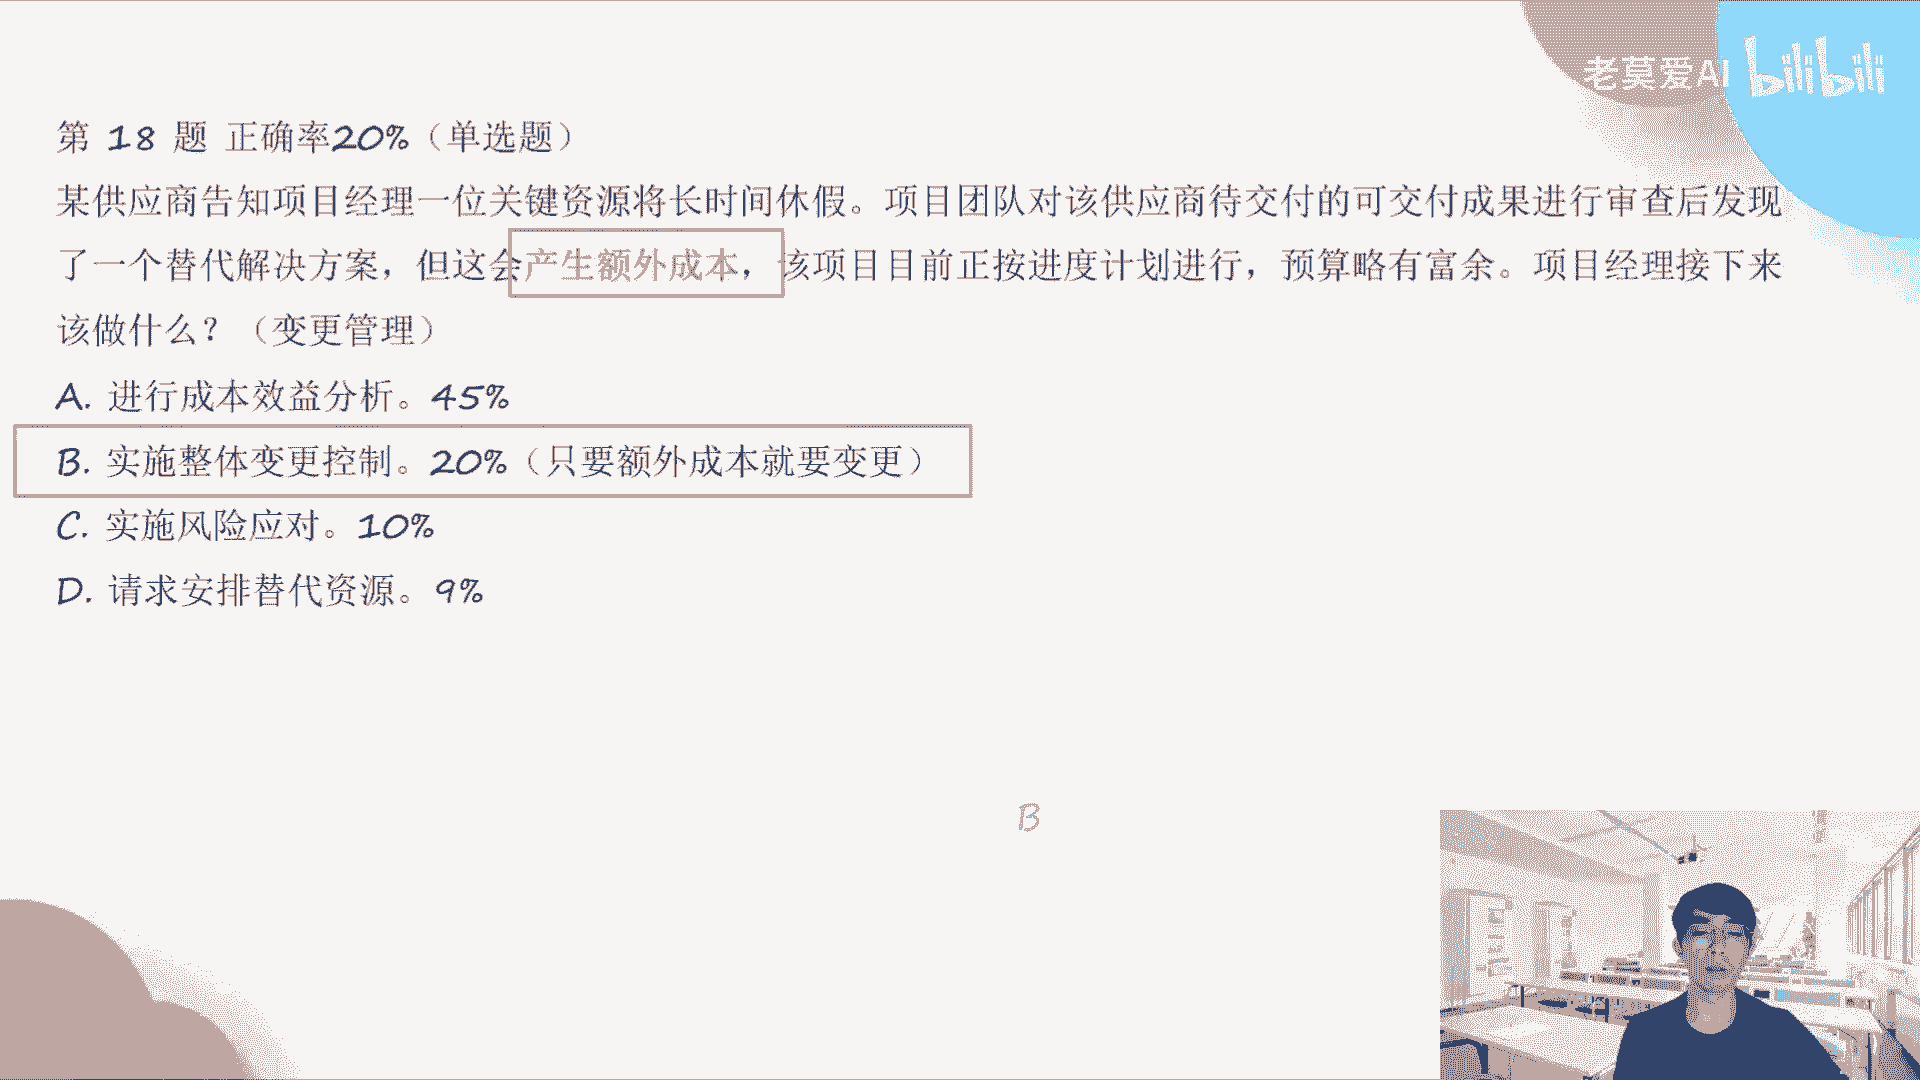 老莫爱AI bilibili
第 18 题 正确率20%（单选题）
某供应商告知项目经理一位关键资源将长时间休假。项目团队对该供应商待交付的可交付成果进行审查后发现
了一个替代解决方案，但这会产生额外成本，该项目目前正按进度计划进行，预算略有富余。项目经理接下来
该做什么？（变更管理）
A. 进行成本效益分析。45%
B. 实施整体变更控制。20%（只要额外成本就要变更）
C. 实施风险应对。10%
D. 请求安排替代资源。9%
B